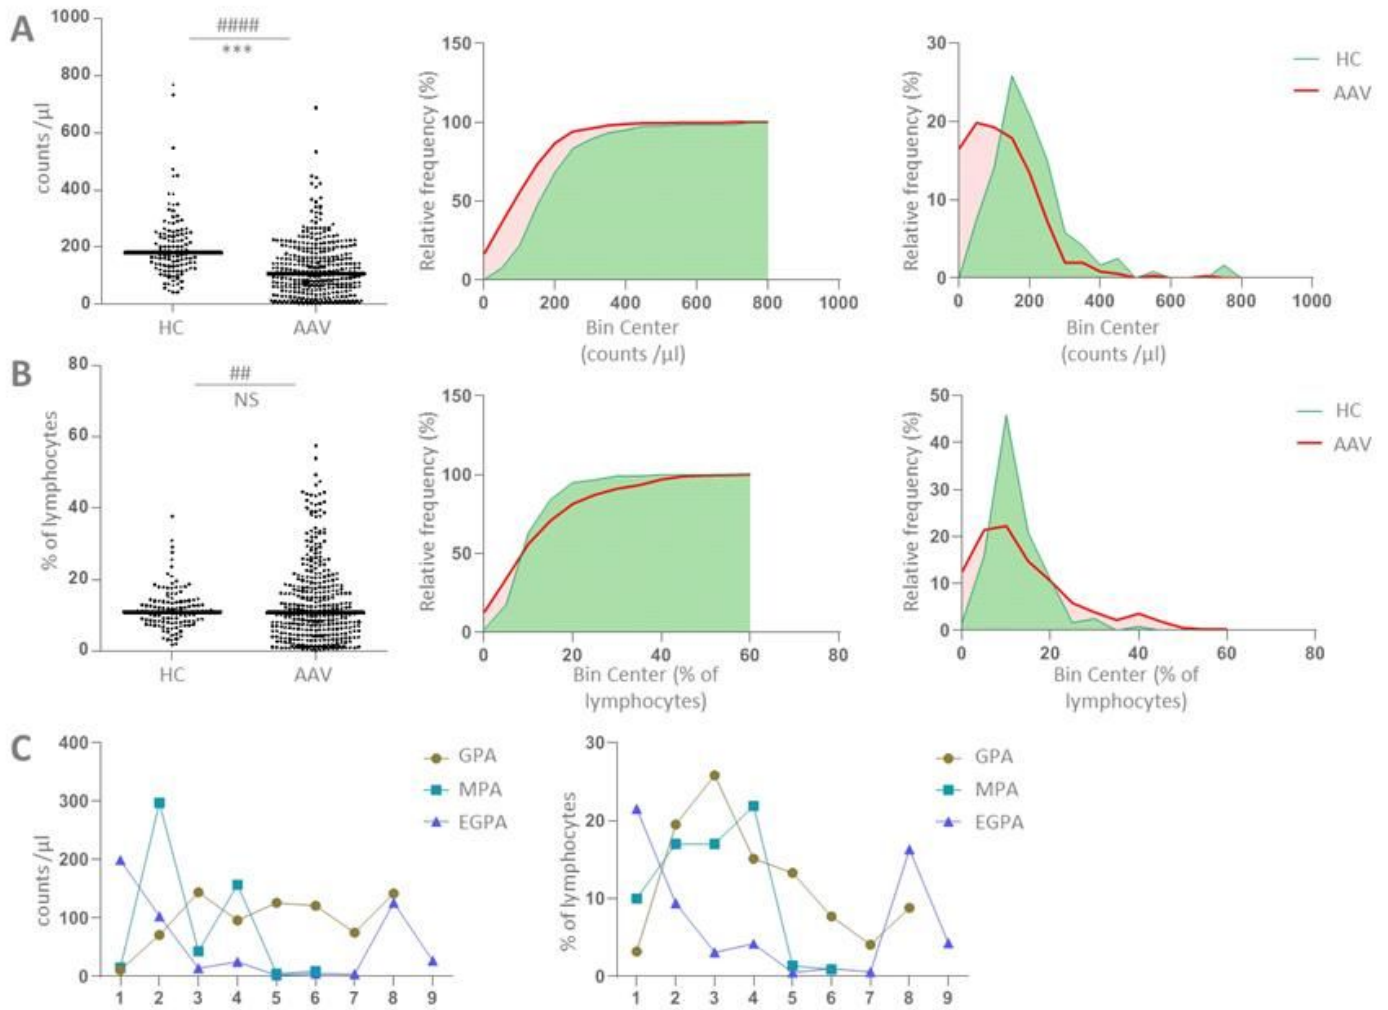 A
1000
800
600
400
200
0
counts /µl
####
***
HC
AAV
150
100
50
0
Relative frequency (%)
0 200 400 600 800 1000
Bin Center
(counts /µl)
30
20
10
0
Relative frequency (%)
0 200 400 600 800 1000
Bin Center
(counts /µl)
HC
AAV
B
80
60
40
20
0
% of lymphocytes
##
NS
HC
AAV
150
100
50
0
Relative frequency (%)
0 20 40 60 80
Bin Center (% of
lymphocytes)
50
40
30
20
10
0
Relative frequency (%)
0 20 40 60 80
Bin Center (% of
lymphocytes)
HC
AAV
C
400
300
200
100
0
counts /µl
1 2 3 4 5 6 7 8 9
GPA
MPA
EGPA
30
20
10
0
% of lymphocytes
1 2 3 4 5 6 7 8 9
GPA
MPA
EGPA